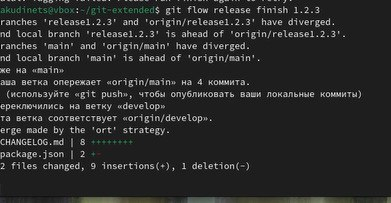 akudinets@vbox:~/git-extended$ git flow release finish 1.2.3
ranches 'release1.2.3' and 'origin/release1.2.3' have diverged.
nd local branch 'release1.2.3' is ahead of 'origin/release1.2.3'.
ranches 'main' and 'origin/main' have diverged.
nd local branch 'main' is ahead of 'origin/main'.
же на «main»
аша ветка опережает «origin/main» на 4 коммита.
(используйте «git push», чтобы опубликовать ваши локальные коммиты)
ереключились на ветку «develop»
та ветка соответствует «origin/develop».
erge made by the 'ort' strategy.
CHANGELOG.md | 8 ++++++++
package.json | 2 +-
2 files changed, 9 insertions(+), 1 deletion(-)